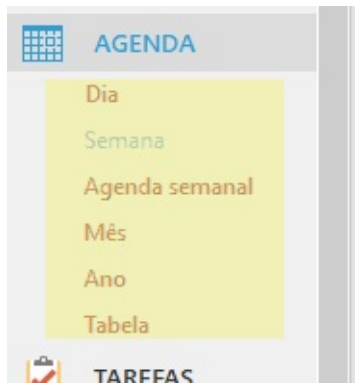 AGENDA
Dia
Semana
Agenda semanal
Mês
Ano
Tabela
TAREFAS